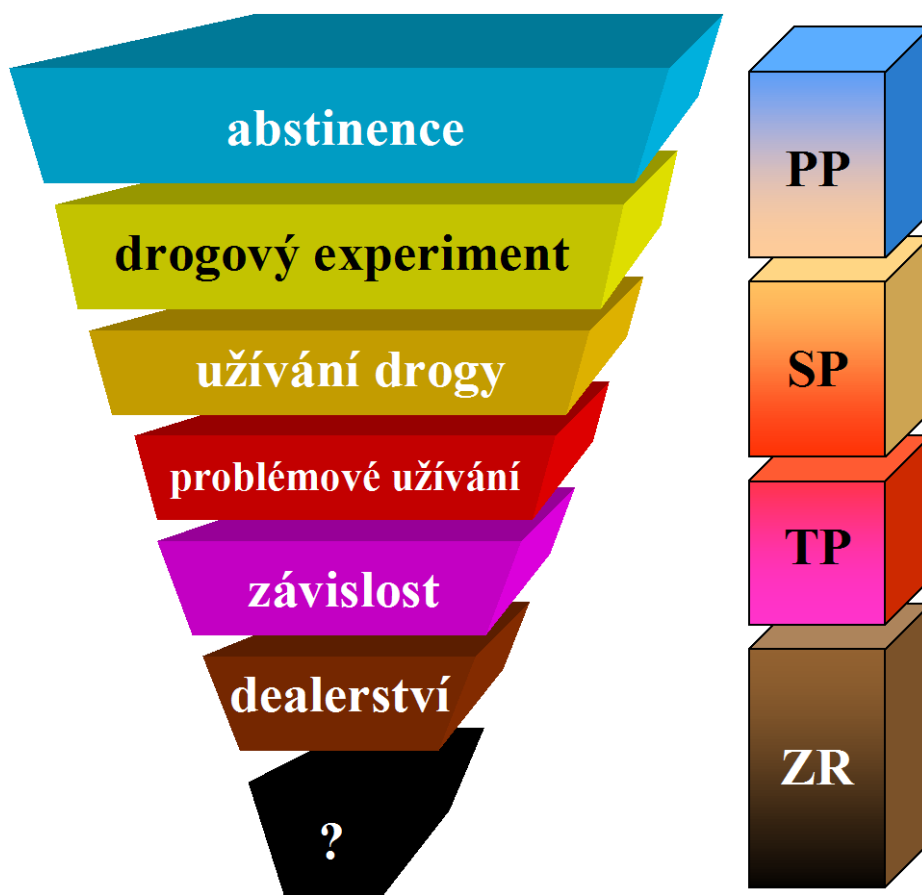 abstinence
drogový experiment
užívání drogy
problémové užívání
závislost
dealerství
?
PP
SP
TP
ZR